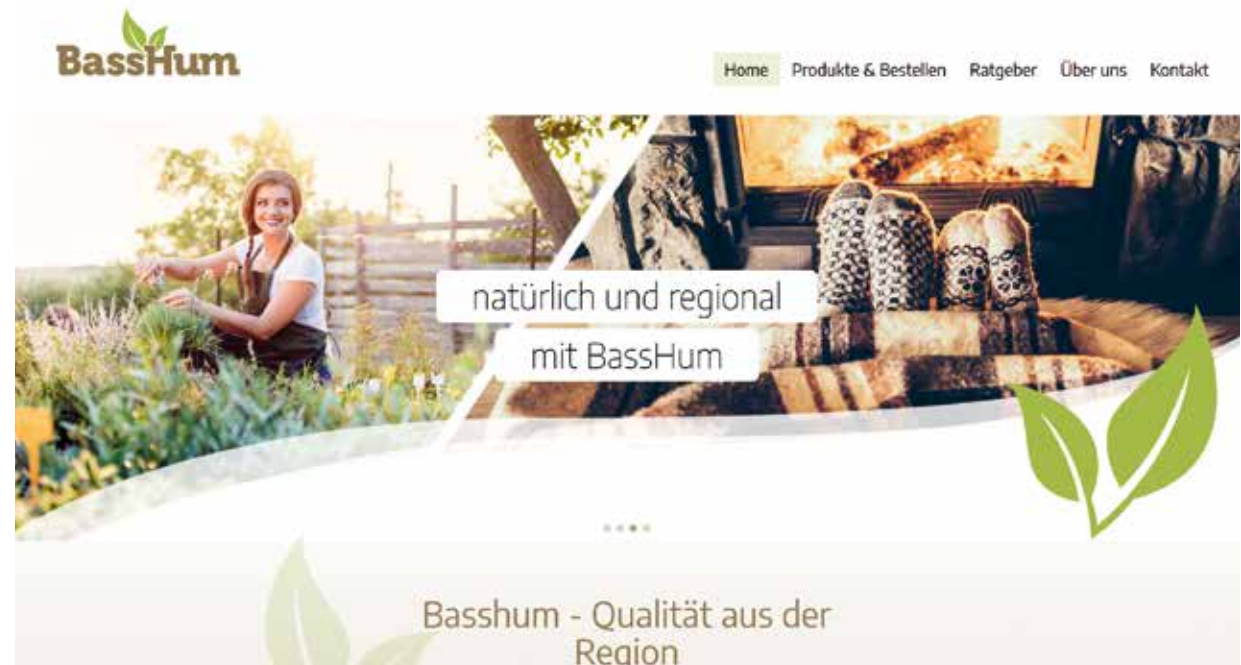 BassHum
Home Produkte & Bestellen Ratgeber Über uns Kontakt
natürlich und regional
mit BassHum
Basshum - Qualität aus der
Region